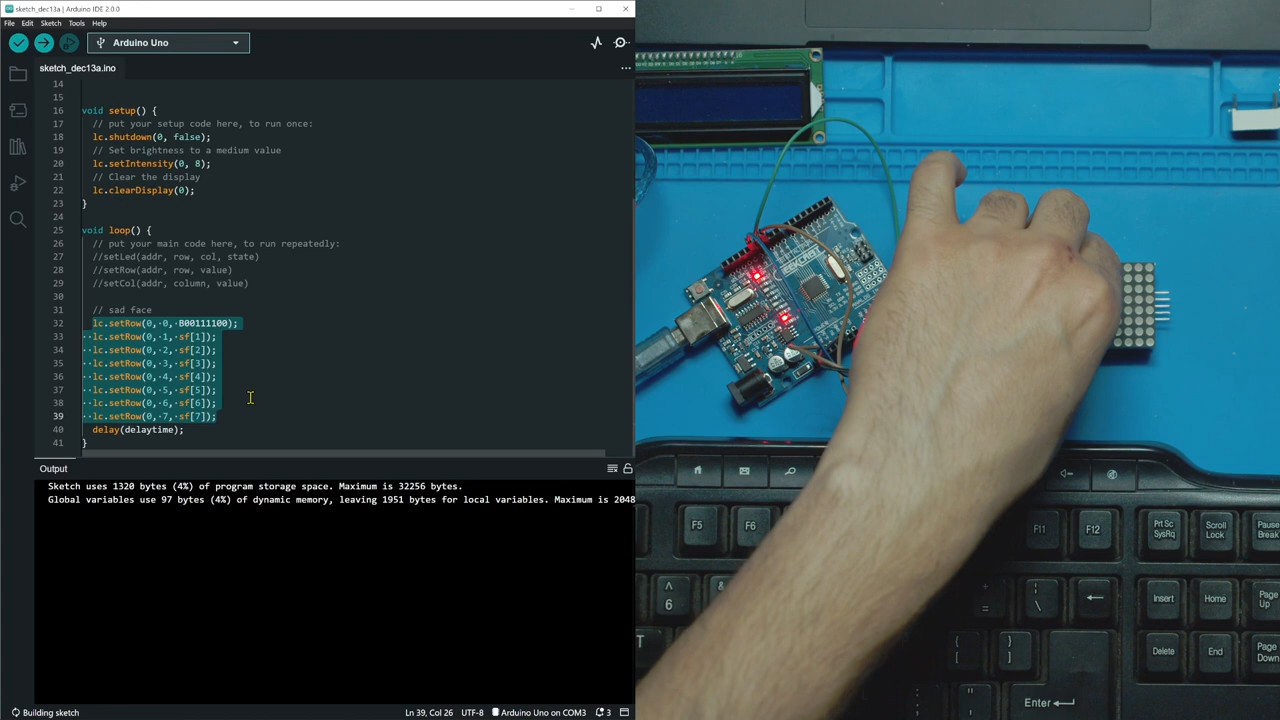 sketch_dec13a | Arduino IDE 2.0.0
File Edit Sketch Tools Help
Arduino Uno
sketch_dec13a.ino
14
15
16 void setup() {
17 // put your setup code here, to run once:
18 lc.shutdown(0, false);
19 // Set brightness to a medium value
20 lc.setIntensity(0, 8);
21 // Clear the display
22 lc.clearDisplay(0);
23 }
24
25 void loop() {
26 // put your main code here, to run repeatedly:
27 //setLed(addr, row, col, state)
28 //setRow(addr, row, value)
29 //setCol(addr, column, value)
30
31 // sad face
32 lc.setRow(0,·0,·B00111100);
33 ··lc.setRow(0,·1,·sf[1]);
34 ··lc.setRow(0,·2,·sf[2]);
35 ··lc.setRow(0,·3,·sf[3]);
36 ··lc.setRow(0,·4,·sf[4]);
37 ··lc.setRow(0,·5,·sf[5]);
38 ··lc.setRow(0,·6,·sf[6]);
39 ··lc.setRow(0,·7,·sf[7]);
40 delay(delaytime);
41 }
Output
Sketch uses 1320 bytes (4%) of program storage space. Maximum is 32256 bytes.
Global variables use 97 bytes (4%) of dynamic memory, leaving 1951 bytes for local variables. Maximum is 2048
Building sketch
Ln 39, Col 26 UTF-8 Arduino Uno on COM3 3
F5 F6 F11 F12 Prt Sc SysRq Scroll Lock Pause Break
^ 6 & = + \ | ← Insert Home Page Up
T { [ } ] Delete End Page Down
" Enter